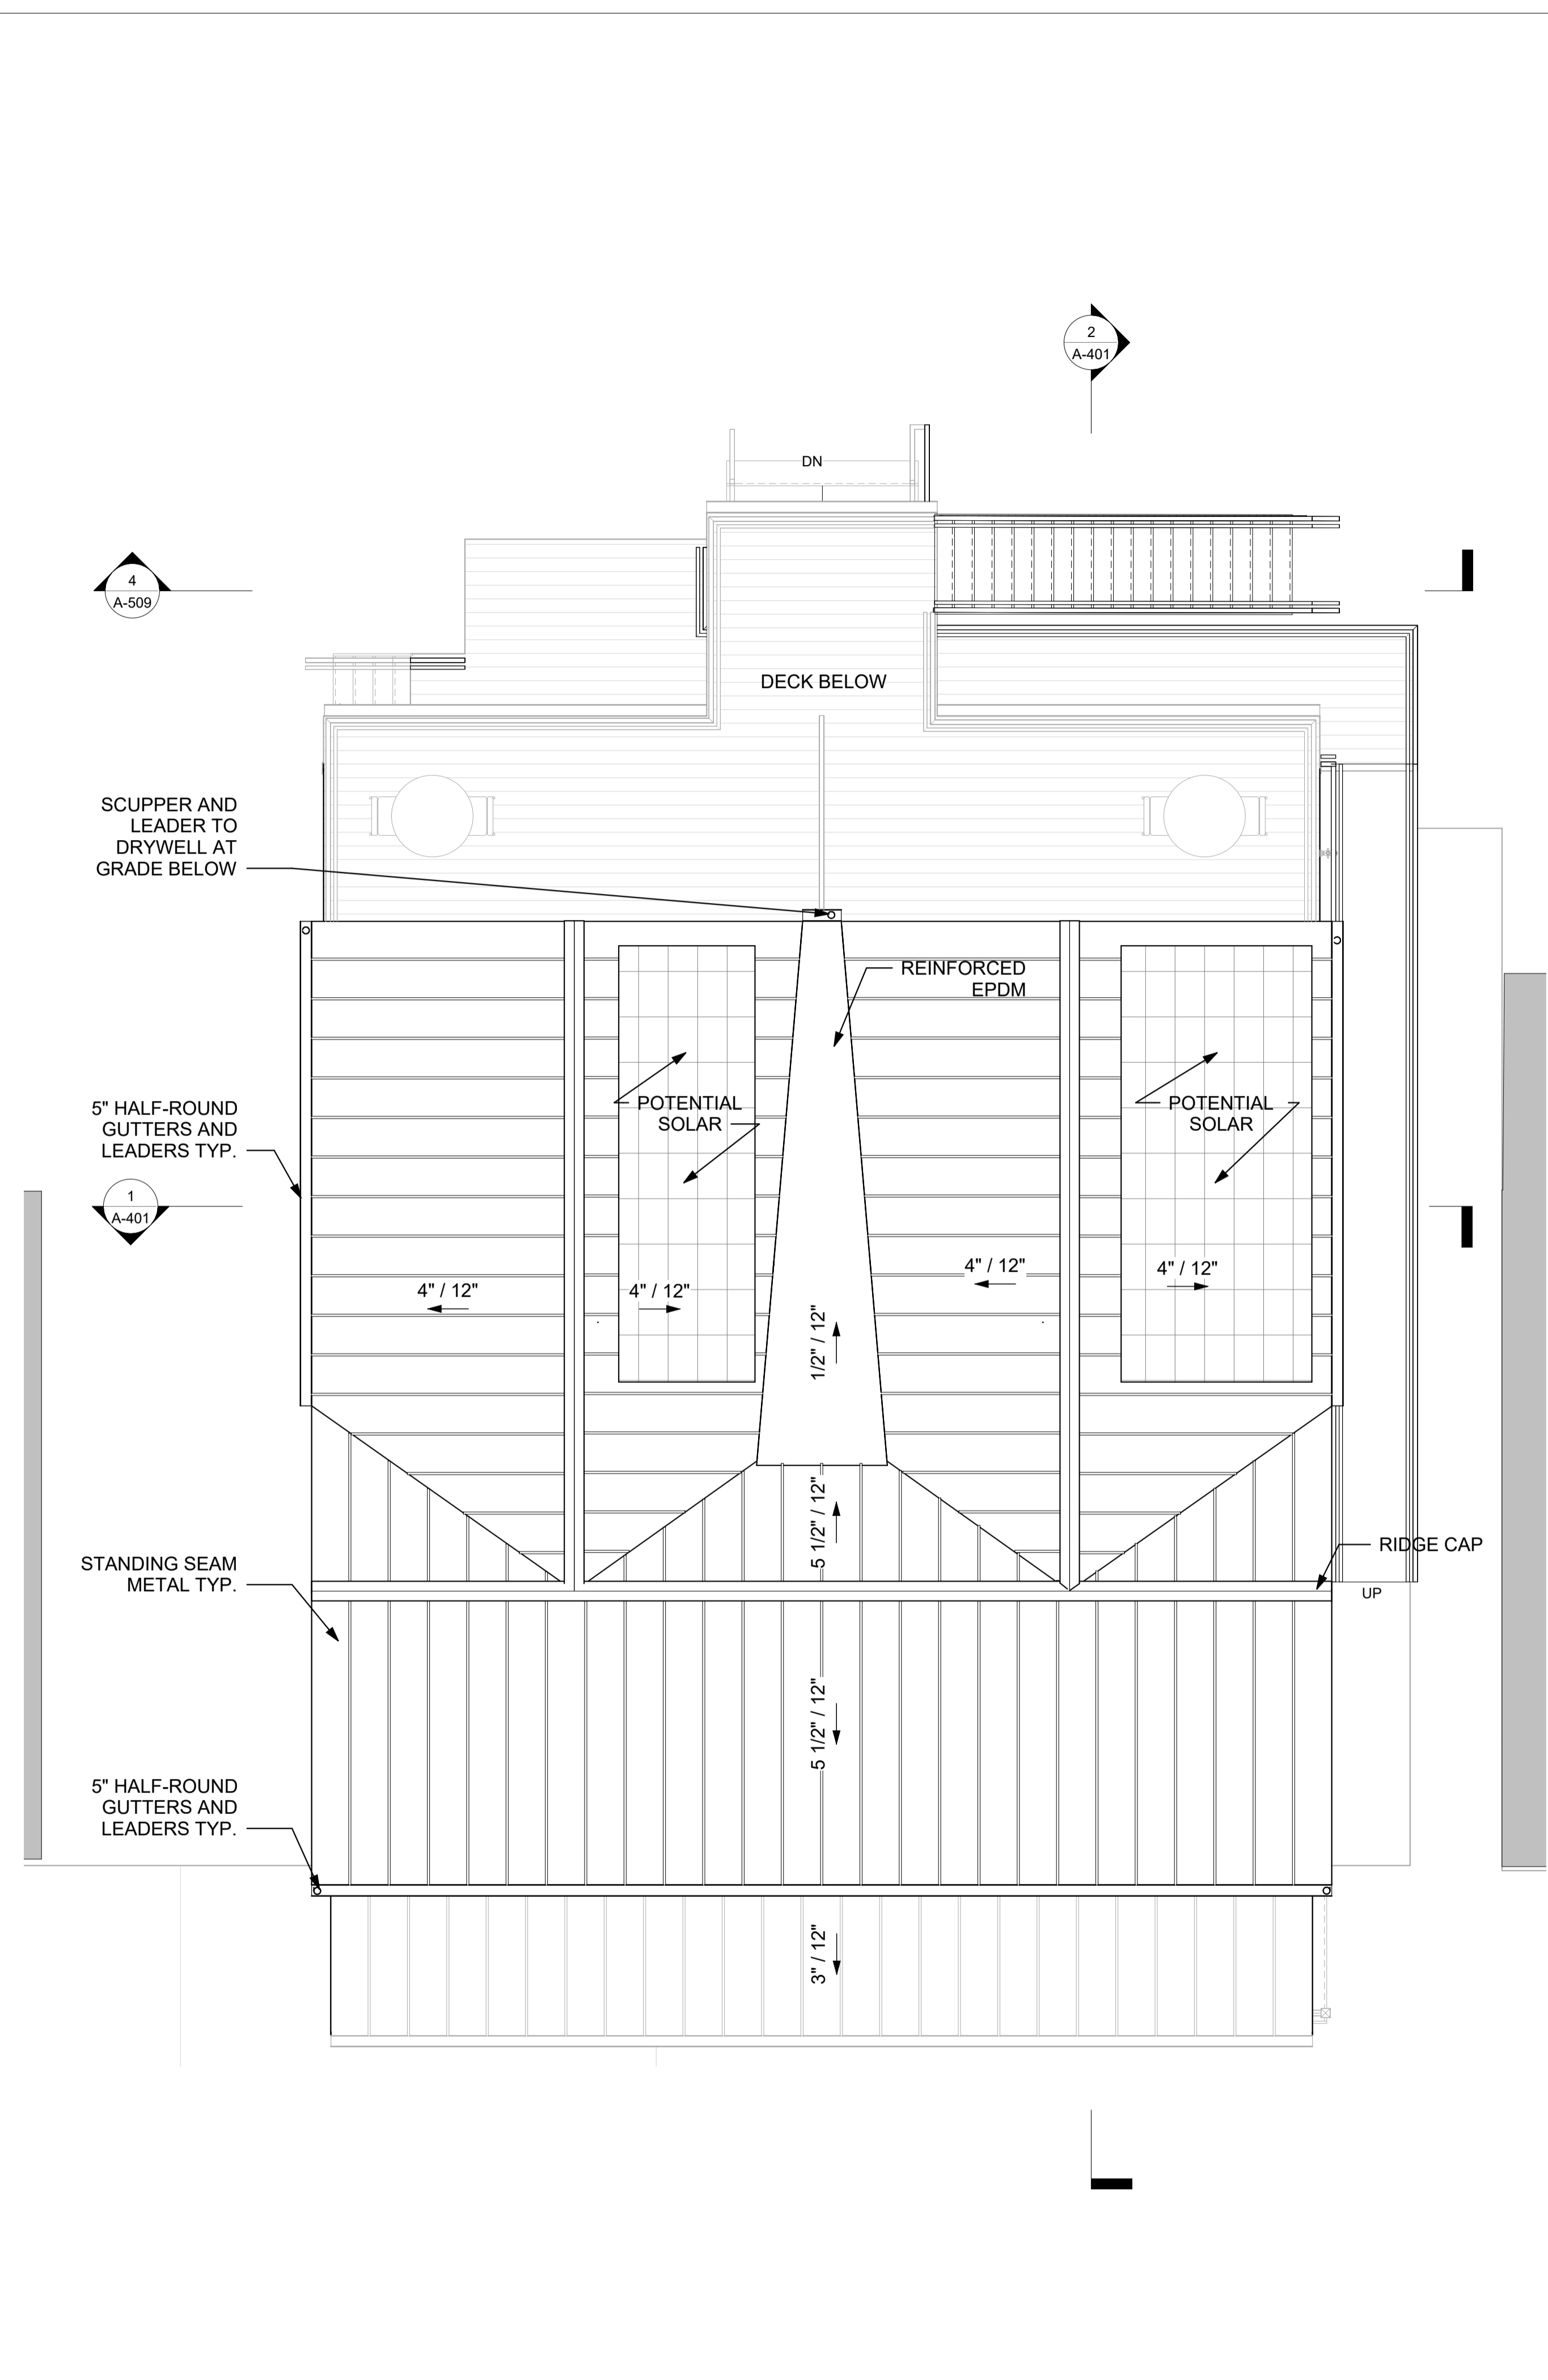 2
A-401
DN
4
A-509
DECK BELOW
SCUPPER AND
LEADER TO
DRYWELL AT
GRADE BELOW
REINFORCED
EPDM
5" HALF-ROUND
GUTTERS AND
LEADERS TYP.
POTENTIAL
SOLAR
POTENTIAL
SOLAR
1
A-401
4" / 12"
4" / 12"
4" / 12"
4" / 12"
1/2" / 12"
5 1/2" / 12"
RIDGE CAP
STANDING SEAM
METAL TYP.
UP
5 1/2" / 12"
5" HALF-ROUND
GUTTERS AND
LEADERS TYP.
3" / 12"